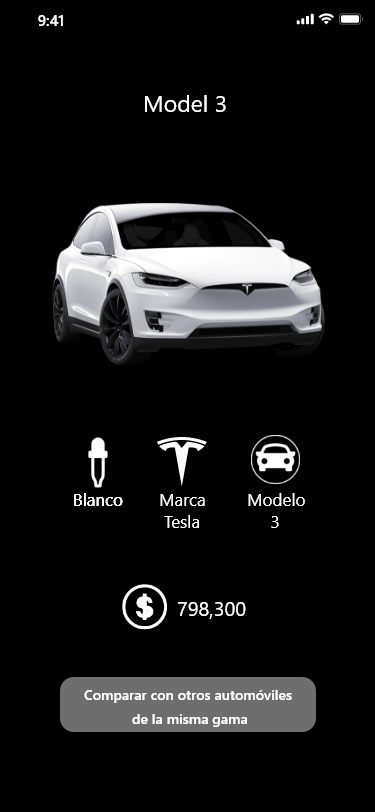 9:41
Model 3
Blanco
Marca
Tesla
Modelo
3
$ 798,300
Comparar con otros automóviles
de la misma gama